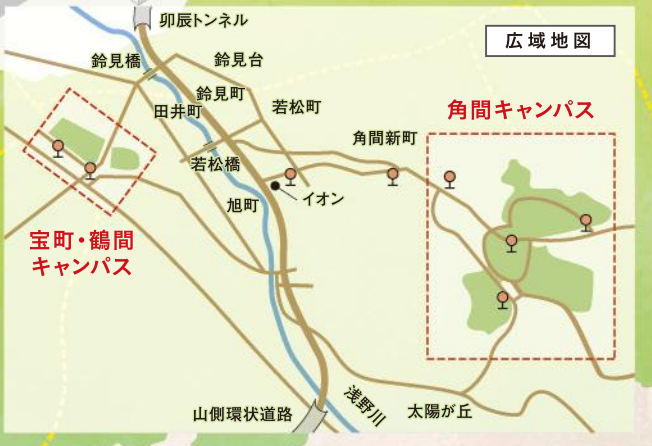 卯辰トンネル
広域地図
鈴見橋
鈴見台
鈴見町
田井町
若松町
角間キャンパス
角間新町
若松橋
旭町
イオン
宝町・鶴間
キャンパス
山側環状道路
浅野川
太陽が丘